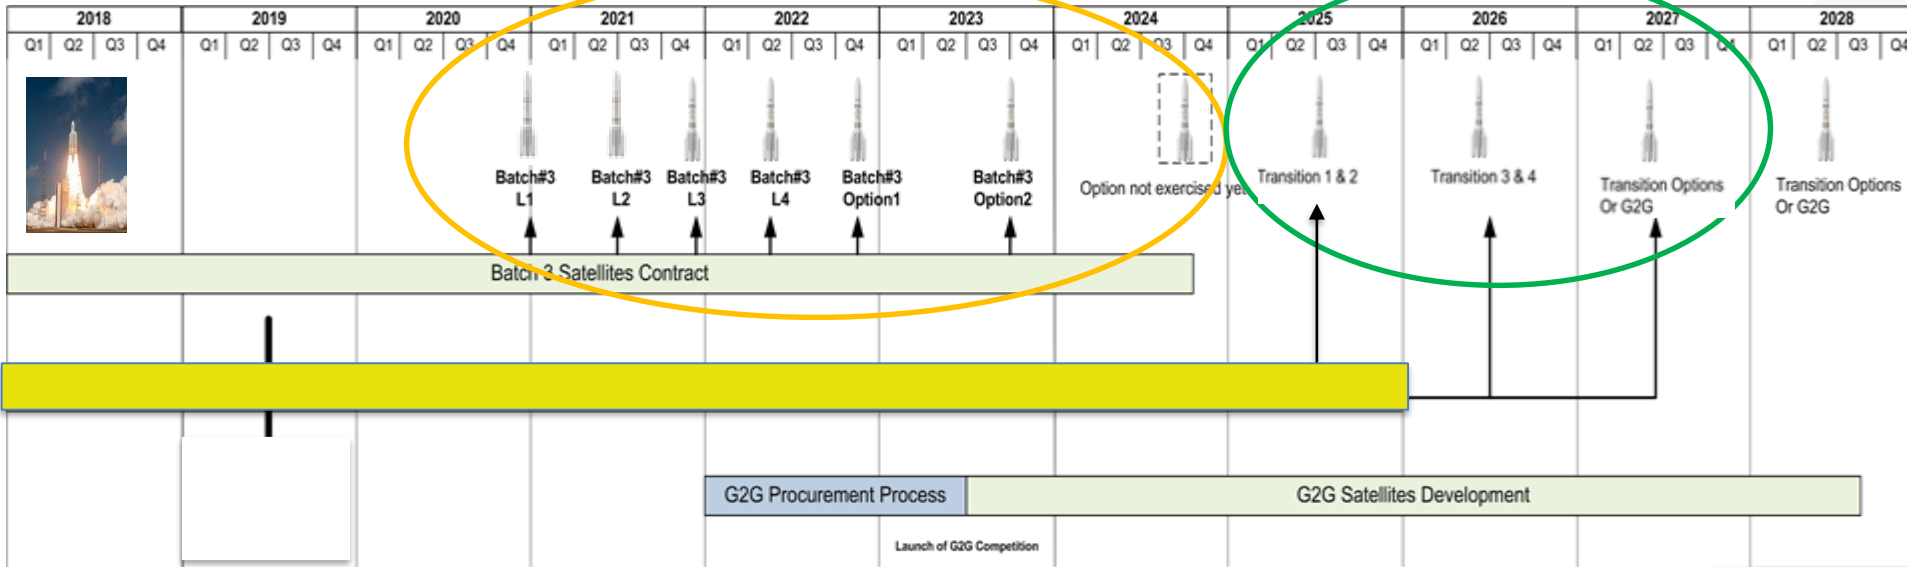 2018 2019 2020 2021 2022 2023 2024 2025 2026 2027 2028
Q1 Q2 Q3 Q4 Q1 Q2 Q3 Q4 Q1 Q2 Q3 Q4 Q1 Q2 Q3 Q4 Q1 Q2 Q3 Q4 Q1 Q2 Q3 Q4 Q1 Q2 Q3 Q4 Q1 Q2 Q3 Q4 Q1 Q2 Q3 Q4 Q1 Q2 Q3 Q4 Q1 Q2 Q3 Q4
Batch#3
L1
Batch#3
L2
Batch#3
L3
Batch#3
L4
Batch#3
Option1
Batch#3
Option2
Option not exercised yet
Transition 1 & 2
Transition 3 & 4
Transition Options
Or G2G
Transition Options
Or G2G
Batch 3 Satellites Contract
G2G Procurement Process
G2G Satellites Development
Launch of G2G Competition